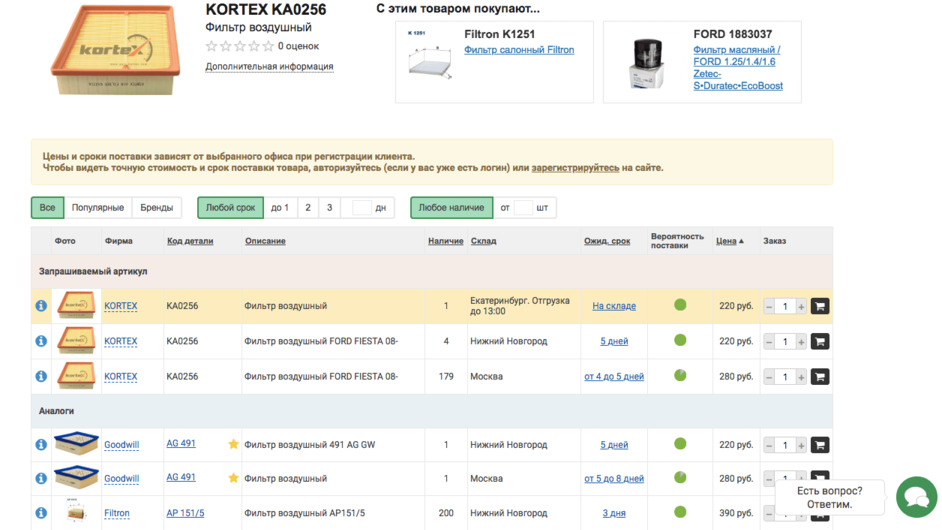 KORTEX KA0256
Фильтр воздушный
0 оценок
Дополнительная информация
С этим товаром покупают...
Filtron K1251
Фильтр салонный Filtron
K 1251
FORD 1883037
Фильтр масляный /
FORD 1.25/1.4/1.6
Zetec-
S•Duratec•EcoBoost
kortex
Цены и сроки поставки зависят от выбранного офиса при регистрации клиента.
Чтобы видеть точную стоимость и срок поставки товара, авторизуйтесь (если у вас уже есть логин) или зарегистрируйтесь на сайте.
Все Популярные Бренды Любой срок до 1 2 3 дн Любое наличие от шт
Фото Фирма Код детали Описание Наличие Склад Ожид. срок Вероятность поставки Цена ▲ Заказ
Запрашиваемый артикул
KORTEX KA0256 Фильтр воздушный 1 Екатеринбург. Отгрузка до 13:00 На складе 220 руб. – 1 +
KORTEX KA0256 Фильтр воздушный FORD FIESTA 08- 4 Нижний Новгород 5 дней 220 руб. – 1 +
KORTEX KA0256 Фильтр воздушный FORD FIESTA 08- 179 Москва от 4 до 5 дней 280 руб. – 1 +
Аналоги
Goodwill AG 491 Фильтр воздушный 491 AG GW 1 Нижний Новгород 5 дней 220 руб. – 1 +
Goodwill AG 491 Фильтр воздушный 1 Москва от 5 до 8 дней 280 руб. – 1 +
Filtron AP 151/5 Фильтр воздушный AP151/5 200 Нижний Новгород 3 дня 390 руб.
Есть вопрос?
Ответим.